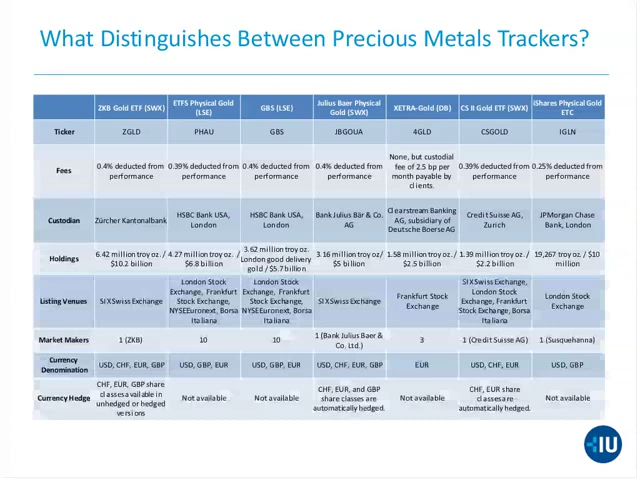 What Distinguishes Between Precious Metals Trackers?
ZKB Gold ETF (SWX) ETFS Physical Gold (LSE) GBS (LSE) Julius Baer Physical Gold (SWX) XETRA-Gold (DB) CS II Gold ETF (SWX) iShares Physical Gold ETC
Ticker ZGLD PHAU GBS JBGOUA 4GLD CSGOLD IGLN
Fees 0.4% deducted from performance 0.39% deducted from performance 0.4% deducted from performance 0.4% deducted from performance None, but custodial fee of 2.5 bp per month payable by clients. 0.39% deducted from performance 0.25% deducted from performance
Custodian Zürcher Kantonalbank HSBC Bank USA, London HSBC Bank USA, London Bank Julius Bär & Co. AG Clearstream Banking AG, subsidiary of Deutsche Boerse AG Credit Suisse AG, Zurich JPMorgan Chase Bank, London
Holdings 6.42 million troy oz. / $10.2 billion 4.27 million troy oz. / $6.8 billion 3.62 million troy oz. London good delivery gold / $5.7 billion 3.16 million troy oz/ $5 billion 1.58 million troy oz./ $2.5 billion 1.39 million troy oz./ $2.2 billion 19,267 troy oz. / $10 million
Listing Venues SIX Swiss Exchange London Stock Exchange, Frankfurt Stock Exchange, NYSEEuronext, Borsa Italiana London Stock Exchange, Frankfurt Stock Exchange, NYSEEuronext, Borsa Italiana SIX Swiss Exchange Frankfurt Stock Exchange SIX Swiss Exchange, London Stock Exchange, Frankfurt Stock Exchange, Borsa Italiana London Stock Exchange
Market Makers 1 (ZKB) 10 10 1 (Bank Julius Baer & Co. Ltd.) 3 1 (Credit Suisse AG) 1 (Susquehanna)
Currency Denomination USD, CHF, EUR, GBP USD, GBP, EUR USD, GBP, EUR USD, CHF, EUR, GBP EUR USD, CHF, EUR USD, GBP
Currency Hedge CHF, EUR, GBP share classes available in unhedged or hedged versions Not available Not available CHF, EUR, and GBP share classes are automatically hedged. Not available CHF, EUR share classes are automatically hedged. Not available
IU